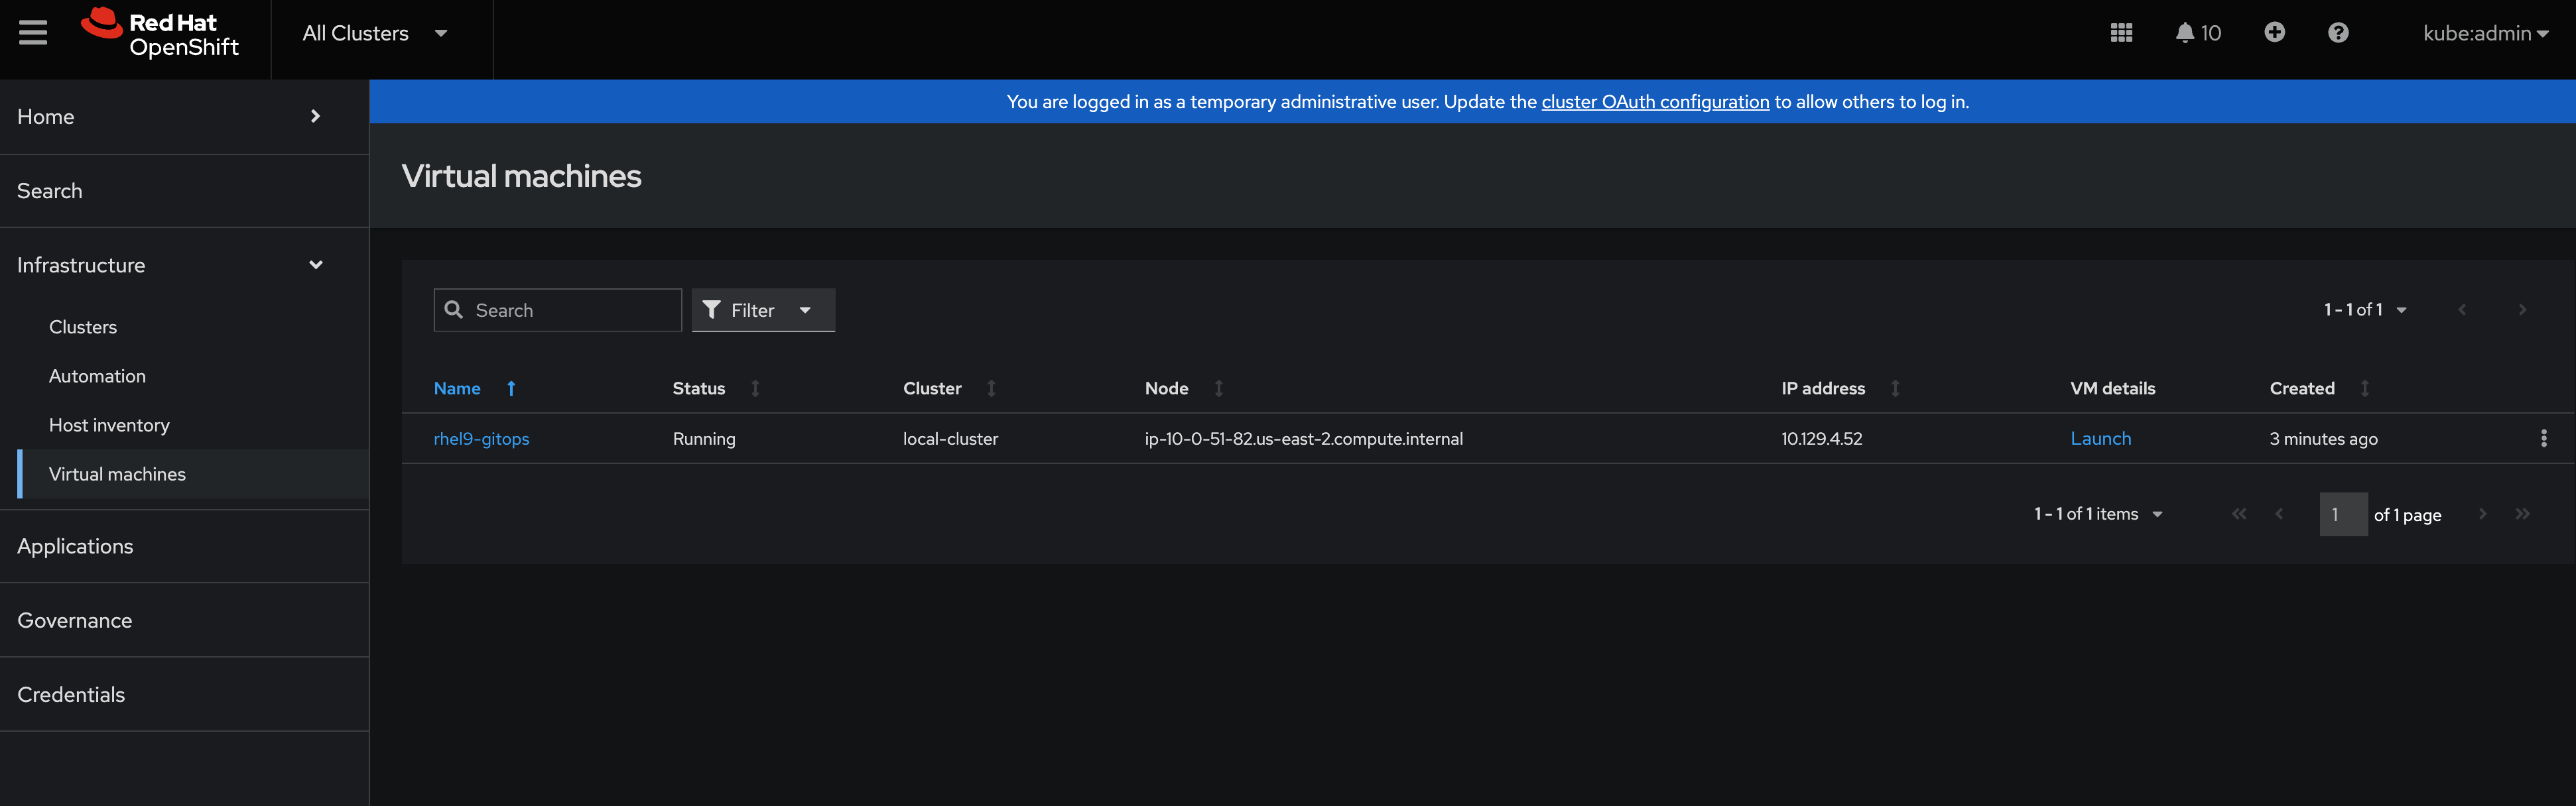 Red Hat
OpenShift
All Clusters
10
kube:admin
You are logged in as a temporary administrative user. Update the cluster OAuth configuration to allow others to log in.
Home
Search
Infrastructure
Clusters
Automation
Host inventory
Virtual machines
Applications
Governance
Credentials
Virtual machines
Search
Filter
1 - 1 of 1
Name Status Cluster Node IP address VM details Created
rhel9-gitops Running local-cluster ip-10-0-51-82.us-east-2.compute.internal 10.129.4.52 Launch 3 minutes ago
1 - 1 of 1 items 1 of 1 page